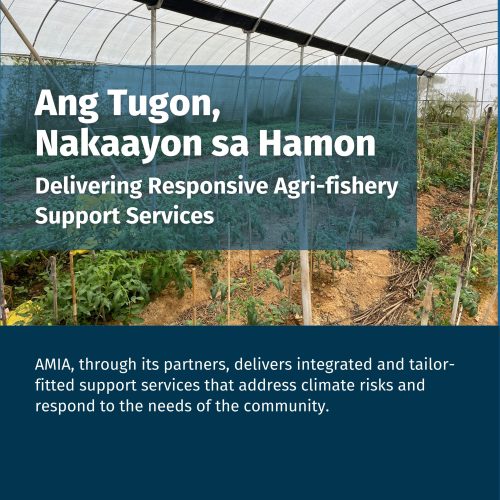 Ang Tugon,
Nakaayon sa Hamon
Delivering Responsive Agri-fishery
Support Services
AMIA, through its partners, delivers integrated and tailor-
fitted support services that address climate risks and
respond to the needs of the community.